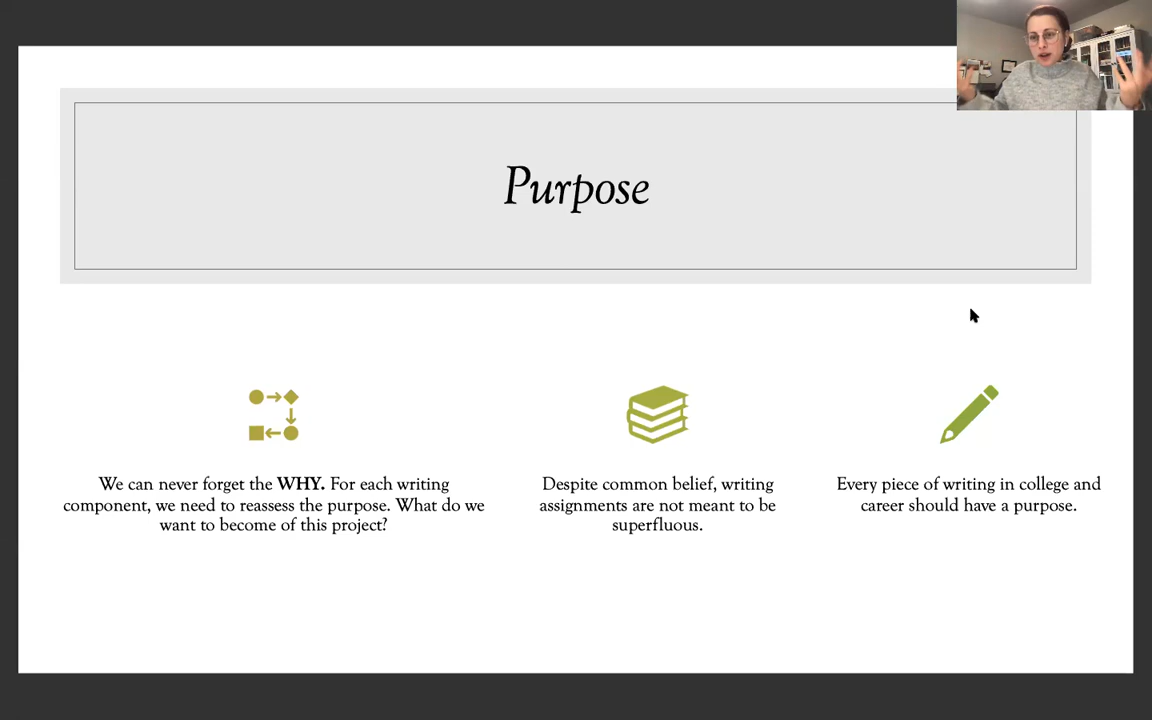 Purpose
We can never forget the WHY. For each writing
component, we need to reassess the purpose. What do we
want to become of this project?
Despite common belief, writing
assignments are not meant to be
superfluous.
Every piece of writing in college and
career should have a purpose.